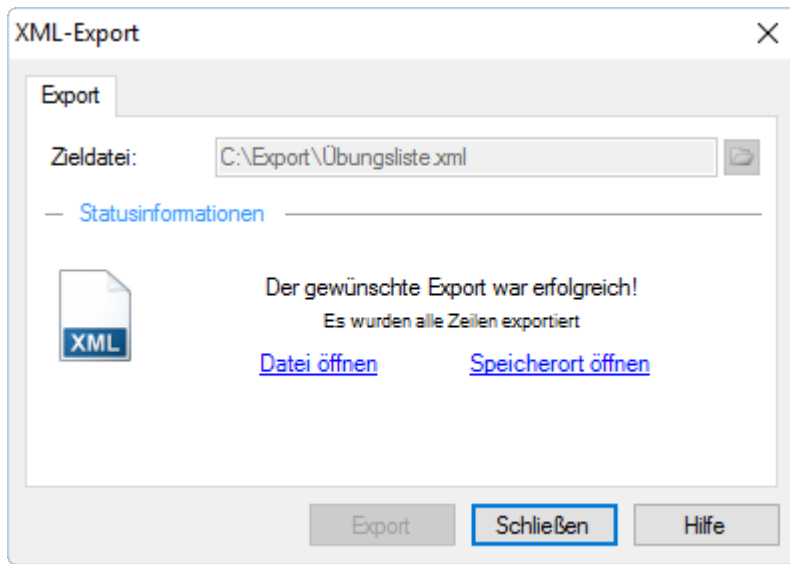 XML-Export
Export
Zieldatei: C:\Export\Übungsliste.xml
Statusinformationen
XML
Der gewünschte Export war erfolgreich!
Es wurden alle Zeilen exportiert
Datei öffnen Speicherort öffnen
Export Schließen Hilfe